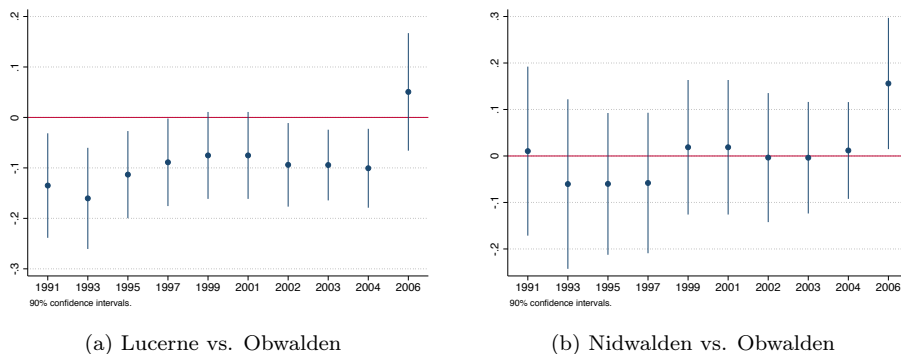 .2
.1
0
-.1
-.2
-.3
1991 1993 1995 1997 1999 2001 2002 2003 2004 2006
90% confidence intervals.
(a) Lucerne vs. Obwalden
.3
.2
.1
0
-.1
-.2
1991 1993 1995 1997 1999 2001 2002 2003 2004 2006
90% confidence intervals.
(b) Nidwalden vs. Obwalden